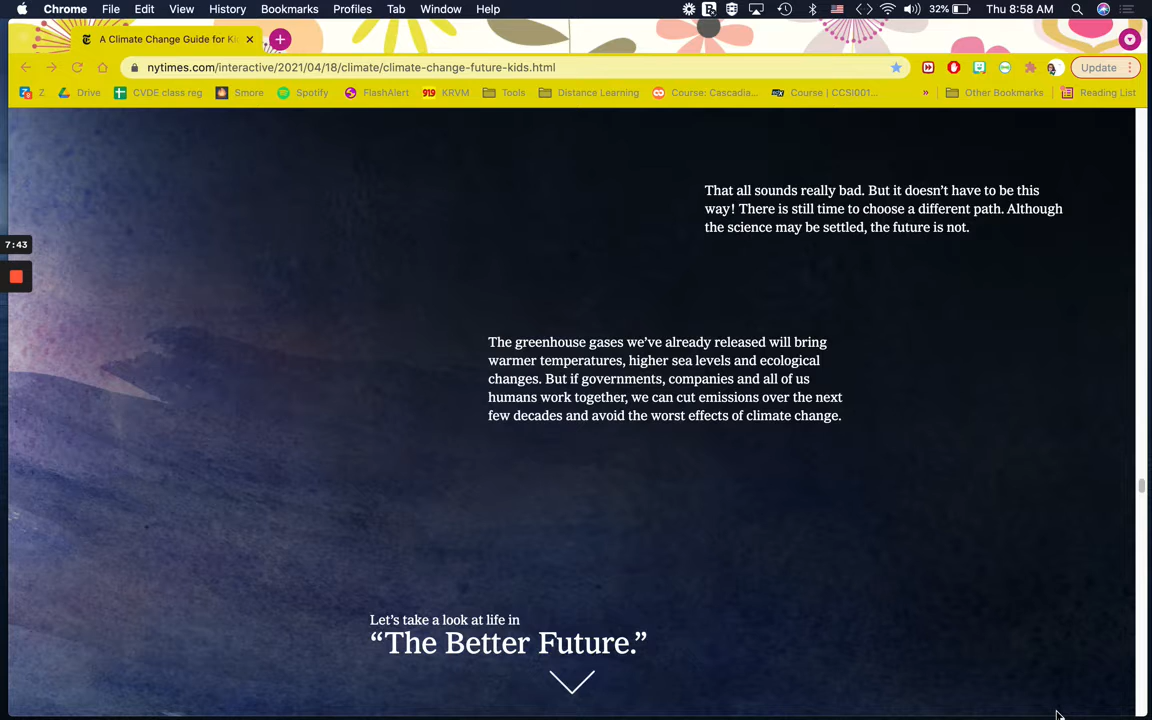 Chrome File Edit View History Bookmarks Profiles Tab Window Help 32% Thu 8:58 AM
A Climate Change Guide for Ki
nytimes.com/interactive/2021/04/18/climate/climate-change-future-kids.html Update
Z Drive CVDE class reg Smore Spotify FlashAlert 919 KRVM Tools Distance Learning Course: Cascadia... Course | CCSI001... » Other Bookmarks Reading List
That all sounds really bad. But it doesn’t have to be this
way! There is still time to choose a different path. Although
the science may be settled, the future is not.
7:43
The greenhouse gases we’ve already released will bring
warmer temperatures, higher sea levels and ecological
changes. But if governments, companies and all of us
humans work together, we can cut emissions over the next
few decades and avoid the worst effects of climate change.
Let’s take a look at life in
“The Better Future.”